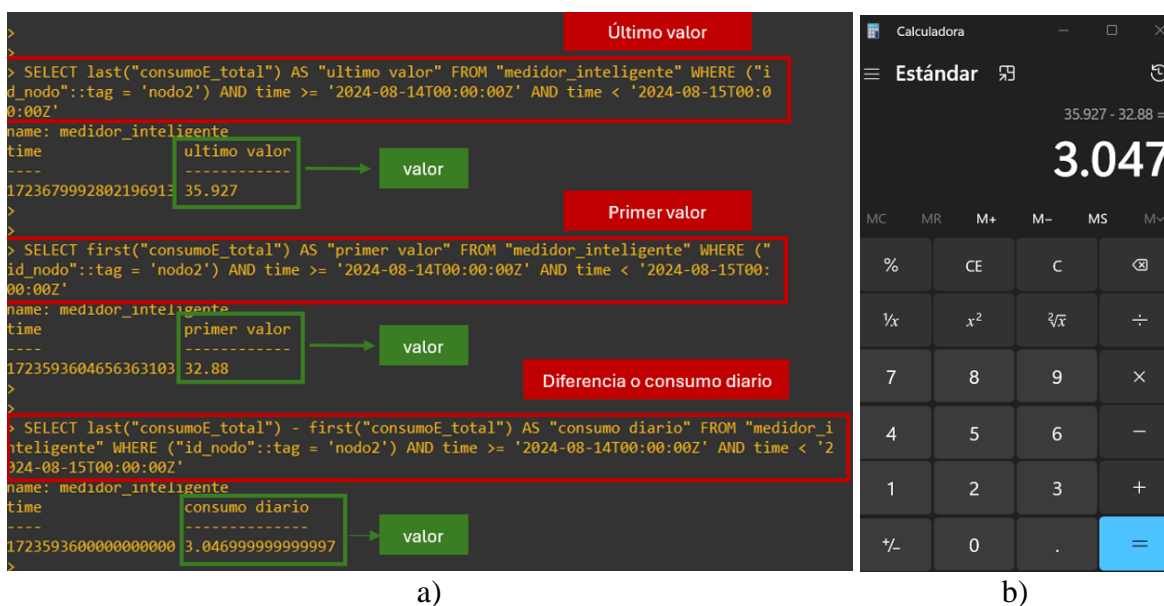 Último valor
>
>
> SELECT last("consumoE_total") AS "ultimo valor" FROM "medidor_inteligente" WHERE ("i
d_nodo"::tag = 'nodo2') AND time >= '2024-08-14T00:00:00Z' AND time < '2024-08-15T00:0
0:00Z'
name: medidor_inteligente
time ultimo valor
---- ------------
1723679992802196913 35.927
valor
>
Primer valor
>
> SELECT first("consumoE_total") AS "primer valor" FROM "medidor_inteligente" WHERE ("
id_nodo"::tag = 'nodo2') AND time >= '2024-08-14T00:00:00Z' AND time < '2024-08-15T00:
00:00Z'
name: medidor_inteligente
time primer valor
---- ------------
1723593604656363103 32.88
valor
>
Diferencia o consumo diario
>
> SELECT last("consumoE_total") - first("consumoE_total") AS "consumo diario" FROM "medidor_i
nteligente" WHERE ("id_nodo"::tag = 'nodo2') AND time >= '2024-08-14T00:00:00Z' AND time < '2
024-08-15T00:00:00Z'
name: medidor_inteligente
time consumo diario
---- --------------
1723593600000000000 3.046999999999997
valor
>
a)
Calculadora
Estándar
35.927 - 32.88 =
3.047
MC MR M+ M− MS M˅
% CE C
¹/x x² ²√x ÷
7 8 9 ×
4 5 6 −
1 2 3 +
+/− 0 . =
b)